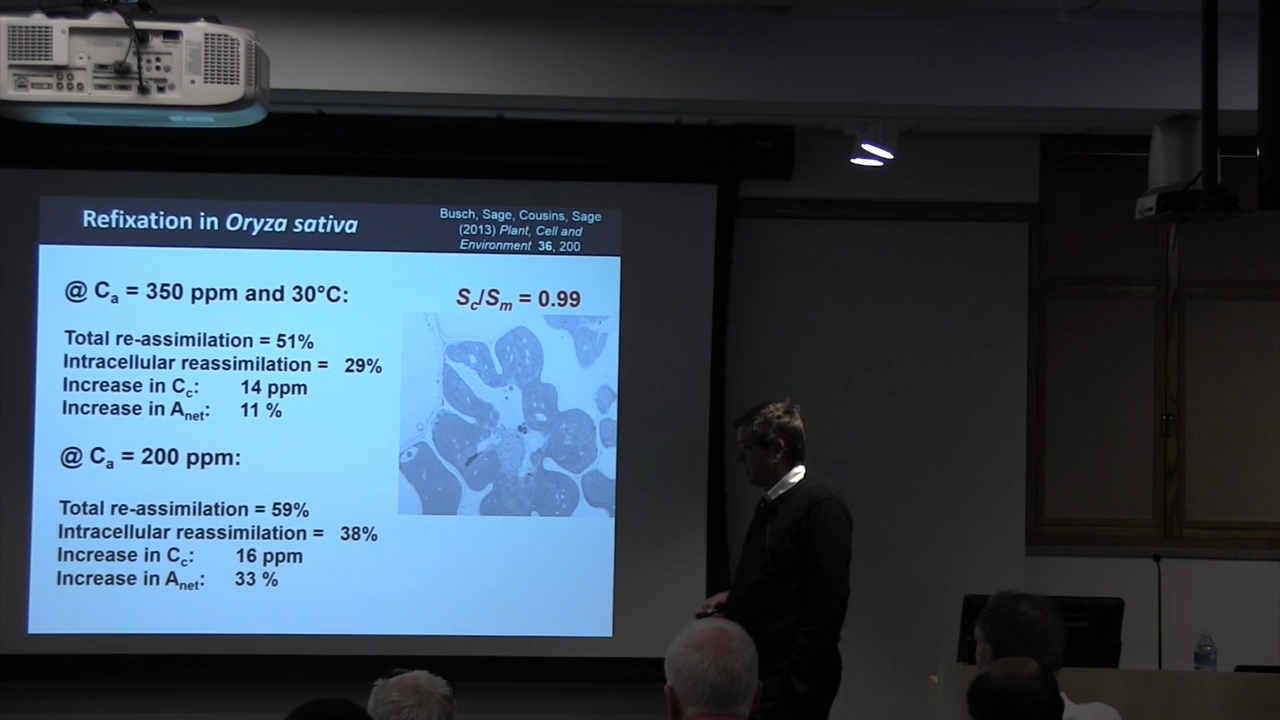 Refixation in Oryza sativa
Busch, Sage, Cousins, Sage
(2013) Plant, Cell and
Environment 36, 200
@ Ca = 350 ppm and 30°C:
Sc/Sm = 0.99
Total re-assimilation = 51%
Intracellular reassimilation = 29%
Increase in Cc: 14 ppm
Increase in Anet: 11 %
@ Ca = 200 ppm:
Total re-assimilation = 59%
Intracellular reassimilation = 38%
Increase in Cc: 16 ppm
Increase in Anet: 33 %